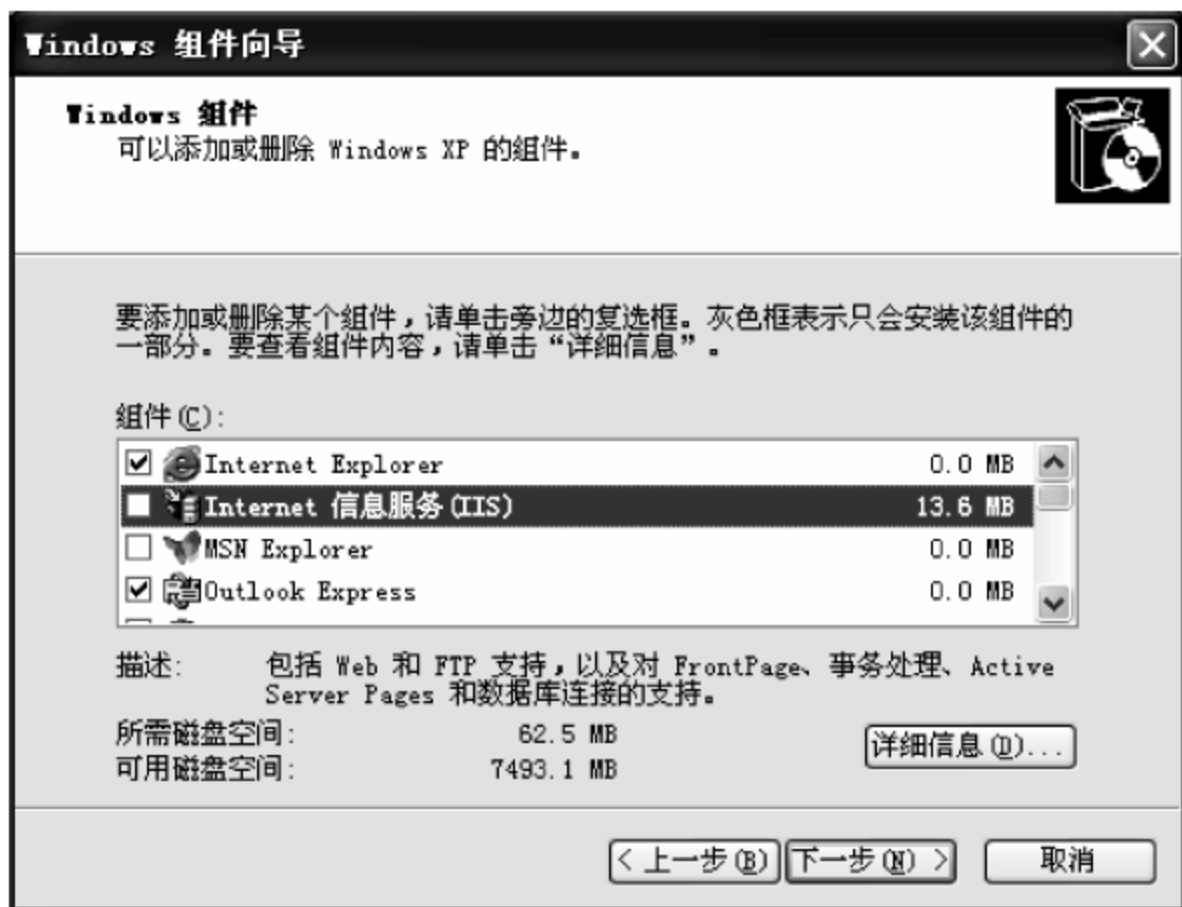 Windows 组件向导
Windows 组件
可以添加或删除 Windows XP 的组件。
要添加或删除某个组件，请单击旁边的复选框。灰色框表示只会安装该组件的
一部分。要查看组件内容，请单击“详细信息”。
组件(C):
Internet Explorer 0.0 MB
Internet 信息服务(IIS) 13.6 MB
MSN Explorer 0.0 MB
Outlook Express 0.0 MB
描述: 包括 Web 和 FTP 支持，以及对 FrontPage、事务处理、Active
Server Pages 和数据库连接的支持。
所需磁盘空间: 62.5 MB
可用磁盘空间: 7493.1 MB
详细信息(D)...
< 上一步(B) 下一步(N) > 取消